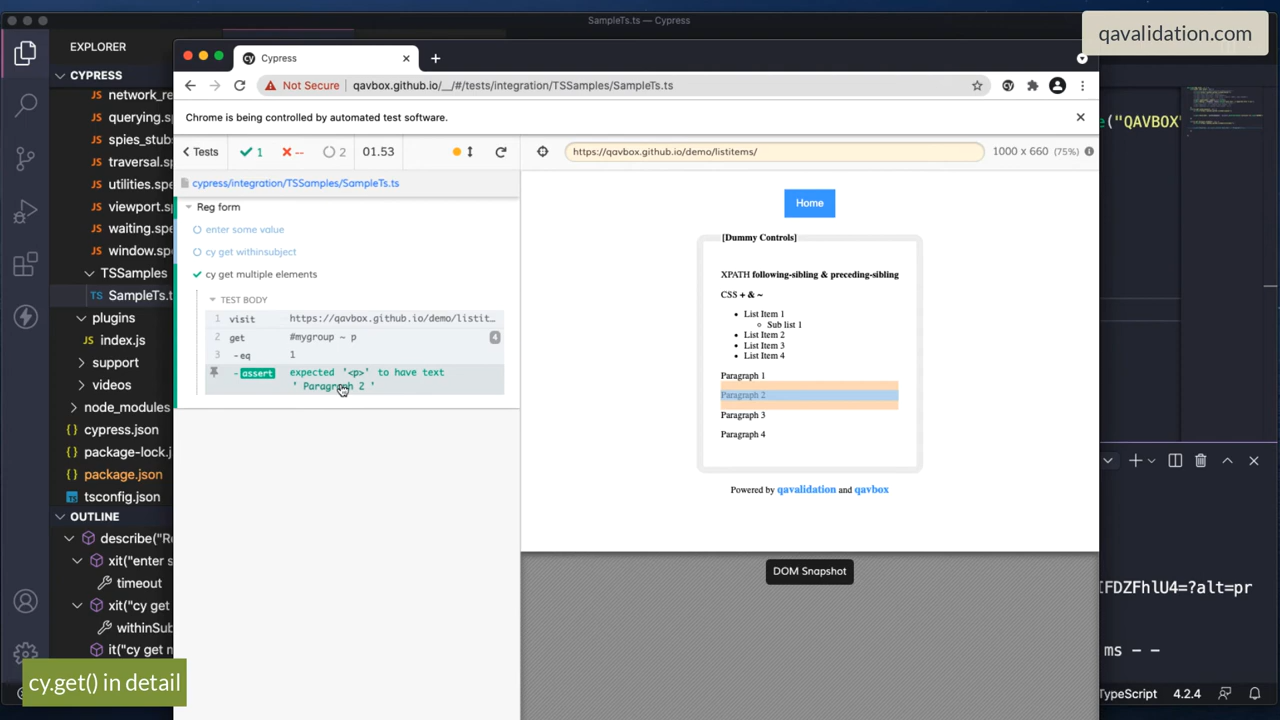 SampleTs.ts — Cypress
qavalidation.com
EXPLORER
CYPRESS
network_re
querying.sp
spies_stub
traversal.sp
utilities.spe
viewport.sp
waiting.spe
window.spe
TSSamples
TS SampleTs.t
plugins
index.js
support
videos
node_modules
cypress.json
package-lock.
package.json
tsconfig.json
OUTLINE
describe("Re
xit("enter s
timeout
xit("cy get
withinSub
it("cy get m
Cypress
Not Secure qavbox.github.io/__/#/tests/integration/TSSamples/SampleTs.ts
Chrome is being controlled by automated test software.
Tests 1 -- 2 01.53
https://qavbox.github.io/demo/listitems/ 1000 x 660 (75%)
cypress/integration/TSSamples/SampleTs.ts
Reg form
enter some value
cy get withinsubject
cy get multiple elements
TEST BODY
1 visit https://qavbox.github.io/demo/listit...
2 get #mygroup ~ p 4
3 -eq 1
-assert expected '<p>' to have text
' Paragraph 2 '
Home
[Dummy Controls]
XPATH following-sibling & preceding-sibling
CSS + & ~
List Item 1
Sub list 1
List Item 2
List Item 3
List Item 4
Paragraph 1
Paragraph 2
Paragraph 3
Paragraph 4
Powered by qavalidation and qavbox
DOM Snapshot
e("QAVBOX"
IFDZFhlU4=?alt=pr
ms – –
TypeScript 4.2.4
cy.get() in detail